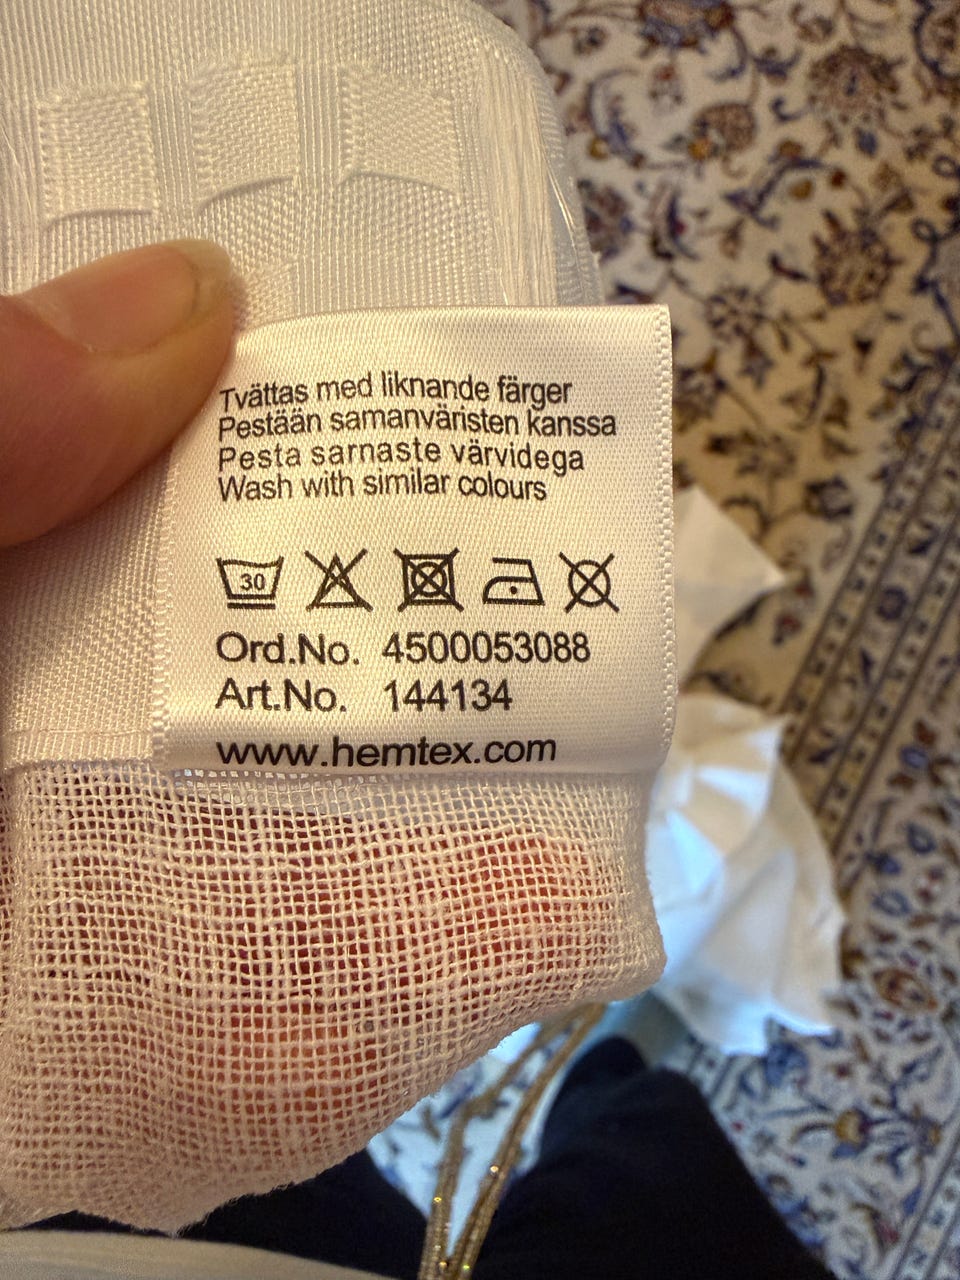 Tvättas med liknande färger
Pestään samanväristen kanssa
Pesta sarnaste värvidega
Wash with similar colours
30
Ord.No. 4500053088
Art.No. 144134
www.hemtex.com